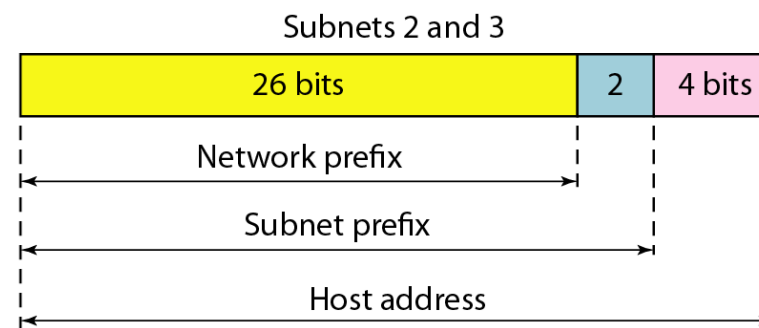 Subnets 2 and 3
26 bits 2 4 bits
Network prefix
Subnet prefix
Host address